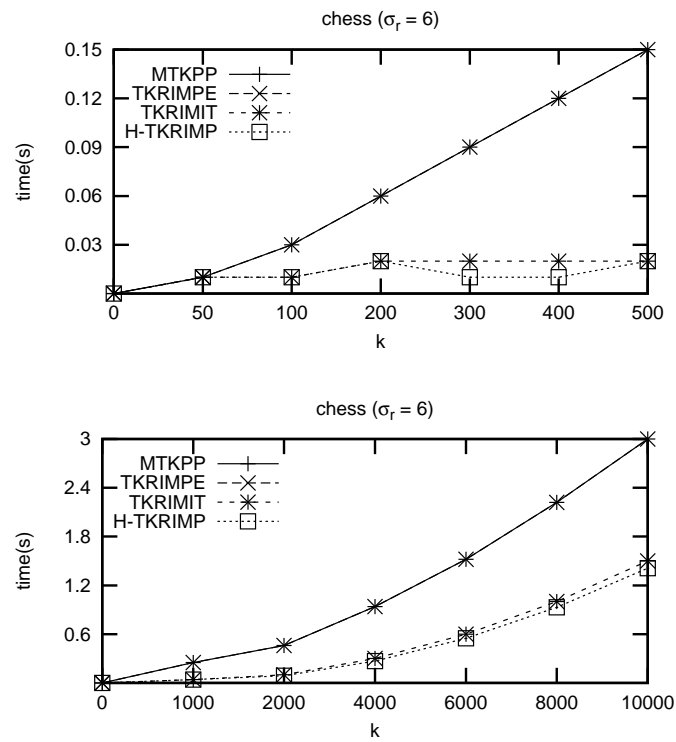 chess (σr = 6)
0.15
0.12
0.09
0.06
0.03
time(s)
MTKPP
TKRIMPE
TKRIMIT
H-TKRIMP
0 50 100 200 300 400 500
k
chess (σr = 6)
3
2.4
1.8
1.2
0.6
time(s)
MTKPP
TKRIMPE
TKRIMIT
H-TKRIMP
0 1000 2000 4000 6000 8000 10000
k